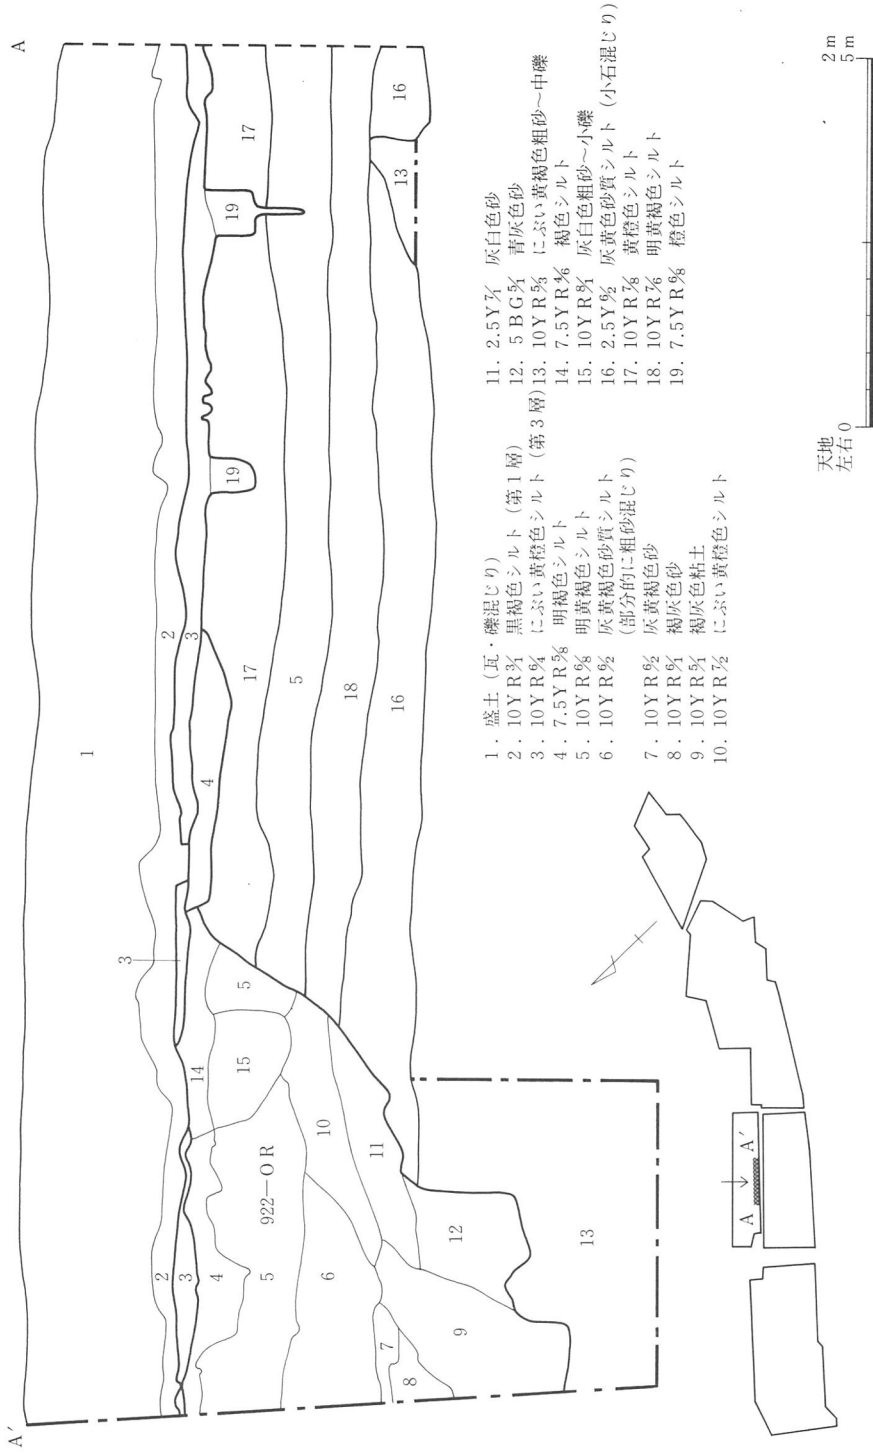 A′
A
1
2
3
3
2
3
4
4
14
15
5
5
922—OR
6
10
11
7
8
9
12
13
17
5
18
16
19
19
17
13
16
1. 盛土（瓦・礫混じり）
2. 10YR3/1 黒褐色シルト（第1層）
3. 10YR6/4 にぶい黄橙色シルト（第3層）
4. 7.5YR5/8 明褐色シルト
5. 10YR6/8 明黄褐色シルト
6. 10YR6/2 灰黄褐色砂質シルト
（部分的に粗砂混じり）
7. 10YR6/2 灰黄褐色砂
8. 10YR6/1 褐灰色砂
9. 10YR5/1 褐灰色粘土
10. 10YR7/2 にぶい黄橙色シルト
11. 2.5Y7/1 灰白色砂
12. 5BG5/1 青灰色砂
13. 10YR5/3 にぶい黄褐色粗砂～中礫
14. 7.5YR4/6 褐色シルト
15. 10YR8/1 灰白色粗砂～小礫
16. 2.5Y6/2 灰黄色砂質シルト（小石混じり）
17. 10YR7/8 黄橙色シルト
18. 10YR7/6 明黄褐色シルト
19. 7.5YR6/8 橙色シルト
A
A′
天地
左右
0
2m
5m